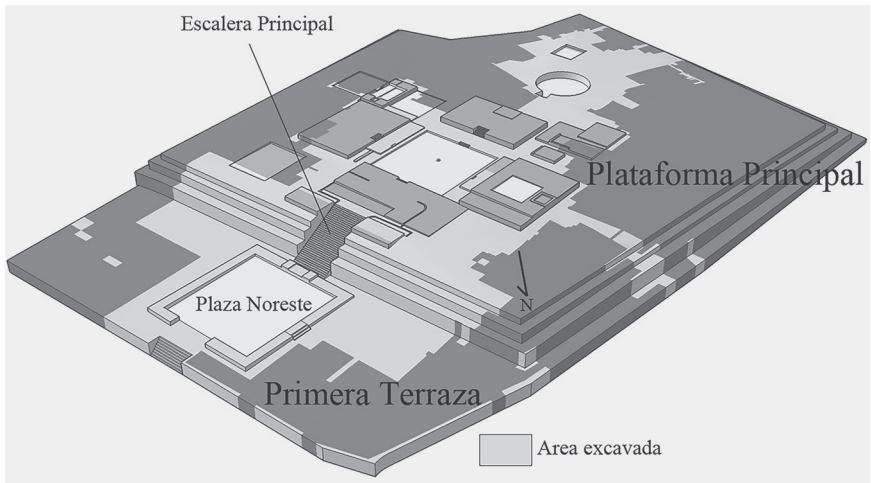 Escalera Principal
Plataforma Principal
N
Plaza Noreste
Primera Terraza
Area excavada